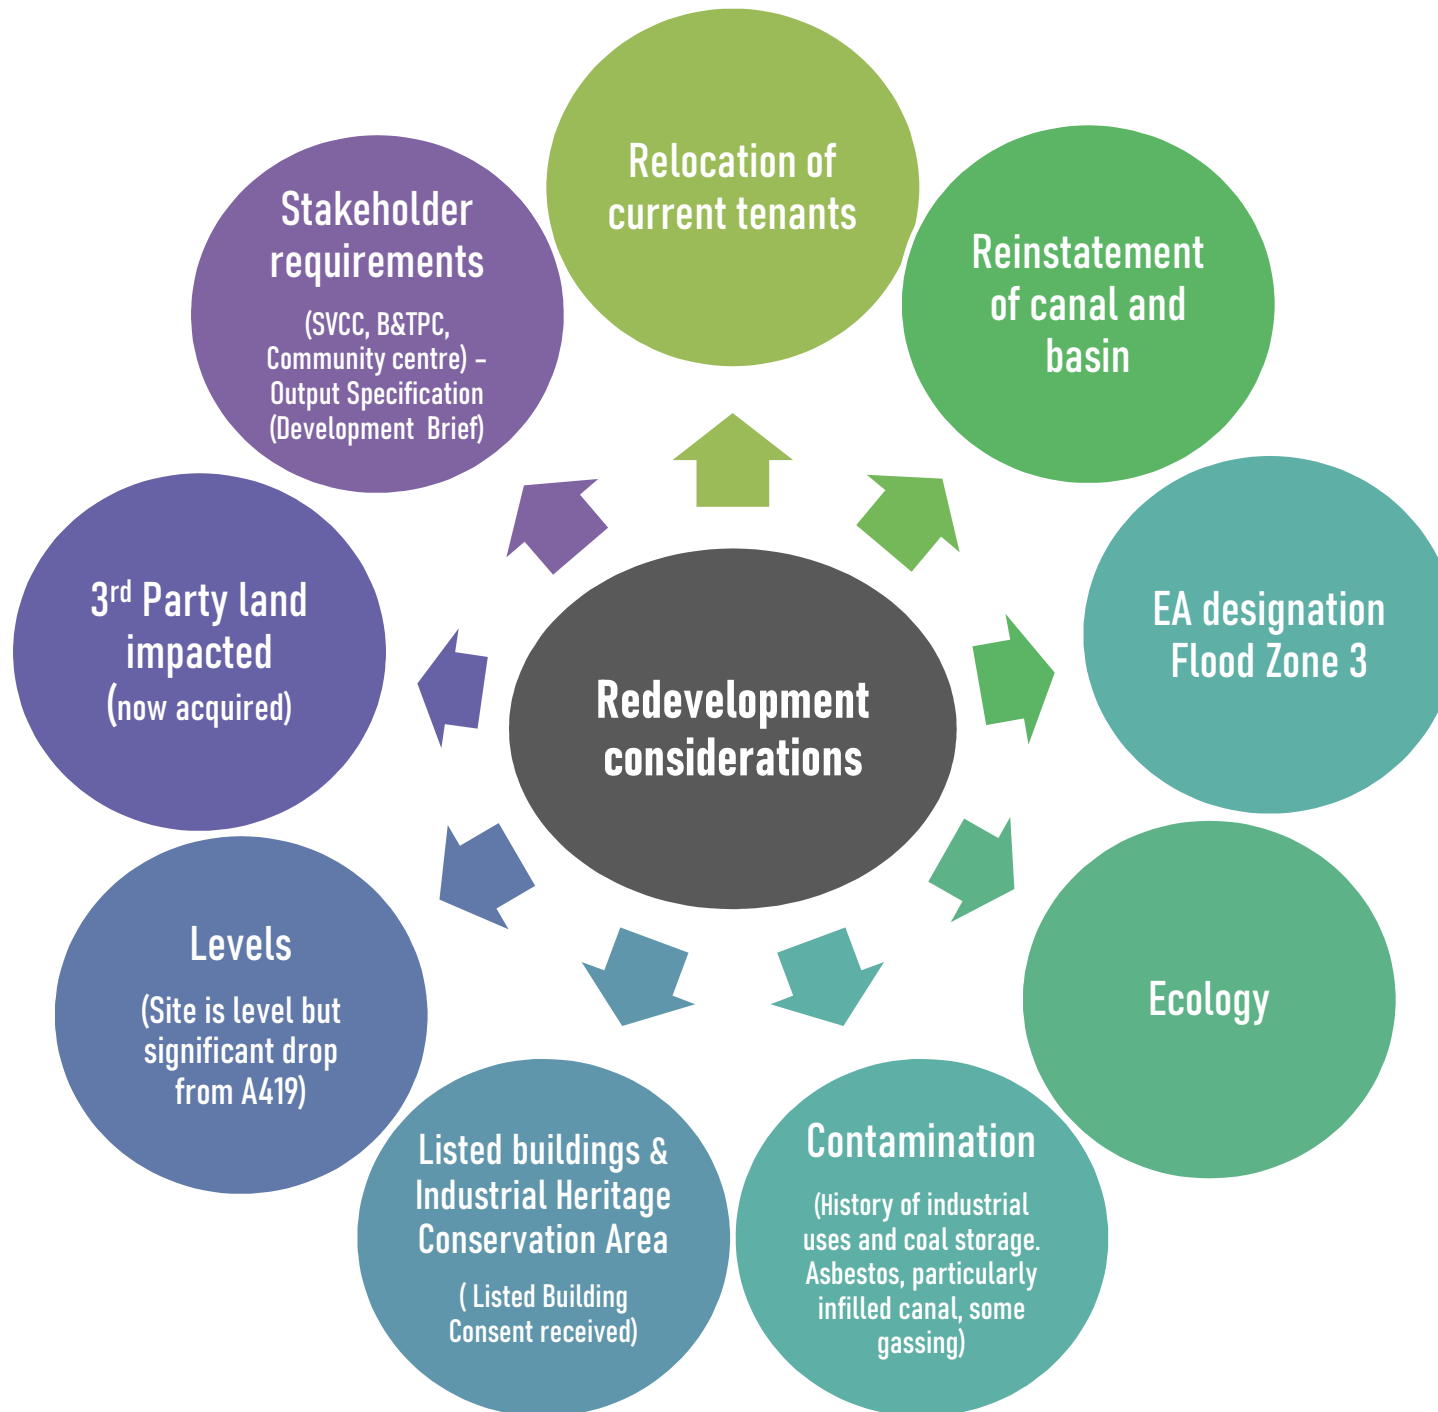 Relocation of
current tenants
Reinstatement
of canal and
basin
EA designation
Flood Zone 3
Ecology
Contamination
(History of industrial
uses and coal storage.
Asbestos, particularly
infilled canal, some
gassing)
Listed buildings &
Industrial Heritage
Conservation Area
( Listed Building
Consent received)
Levels
(Site is level but
significant drop
from A419)
3rd Party land
impacted
(now acquired)
Stakeholder
requirements
(SVCC, B&TPC,
Community centre) –
Output Specification
(Development Brief)
Redevelopment
considerations